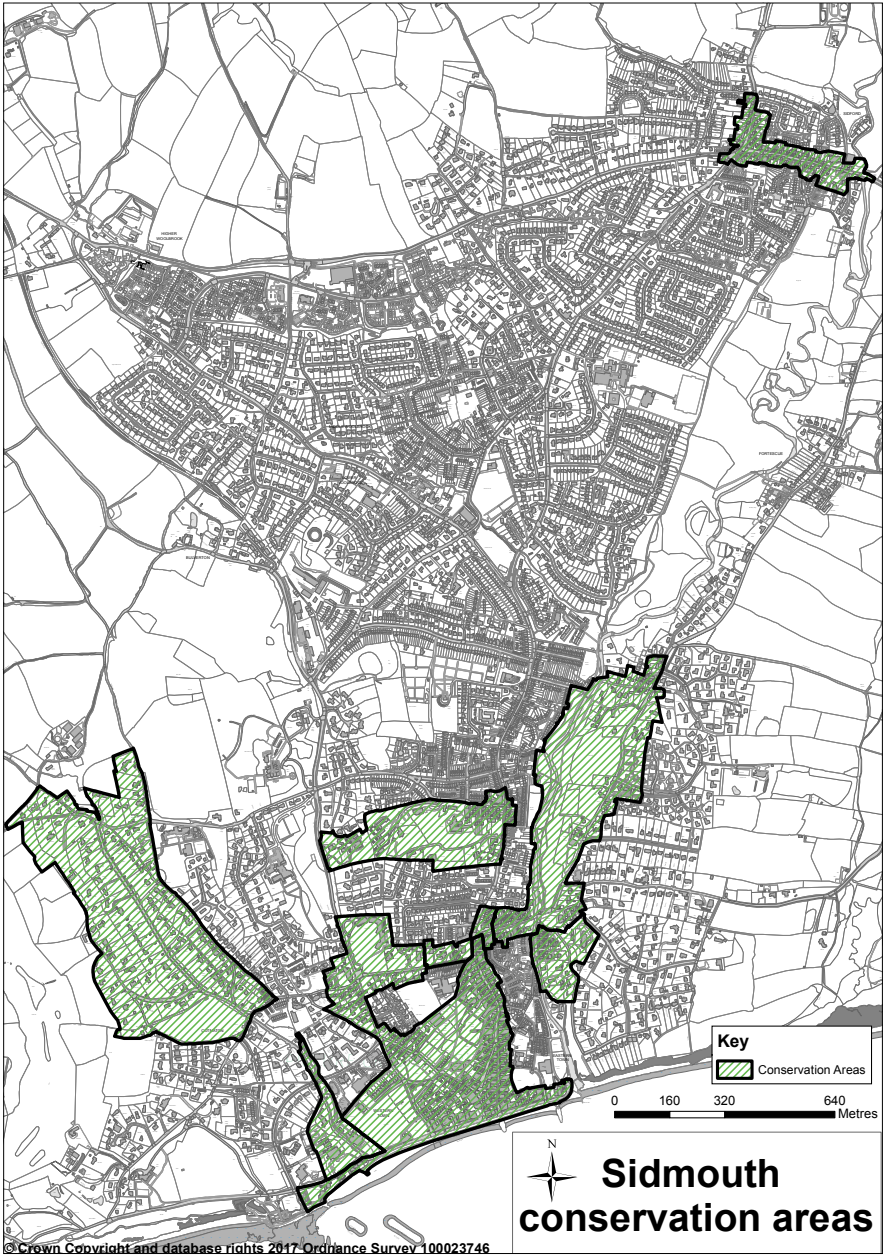 SIDFORD
HIGHER
WOOLBROOK
FORTESCUE
BULVERTON
Key
Conservation Areas
0 160 320 640
Metres
N
Sidmouth
conservation areas
© Crown Copyright and database rights 2017 Ordnance Survey 100023746